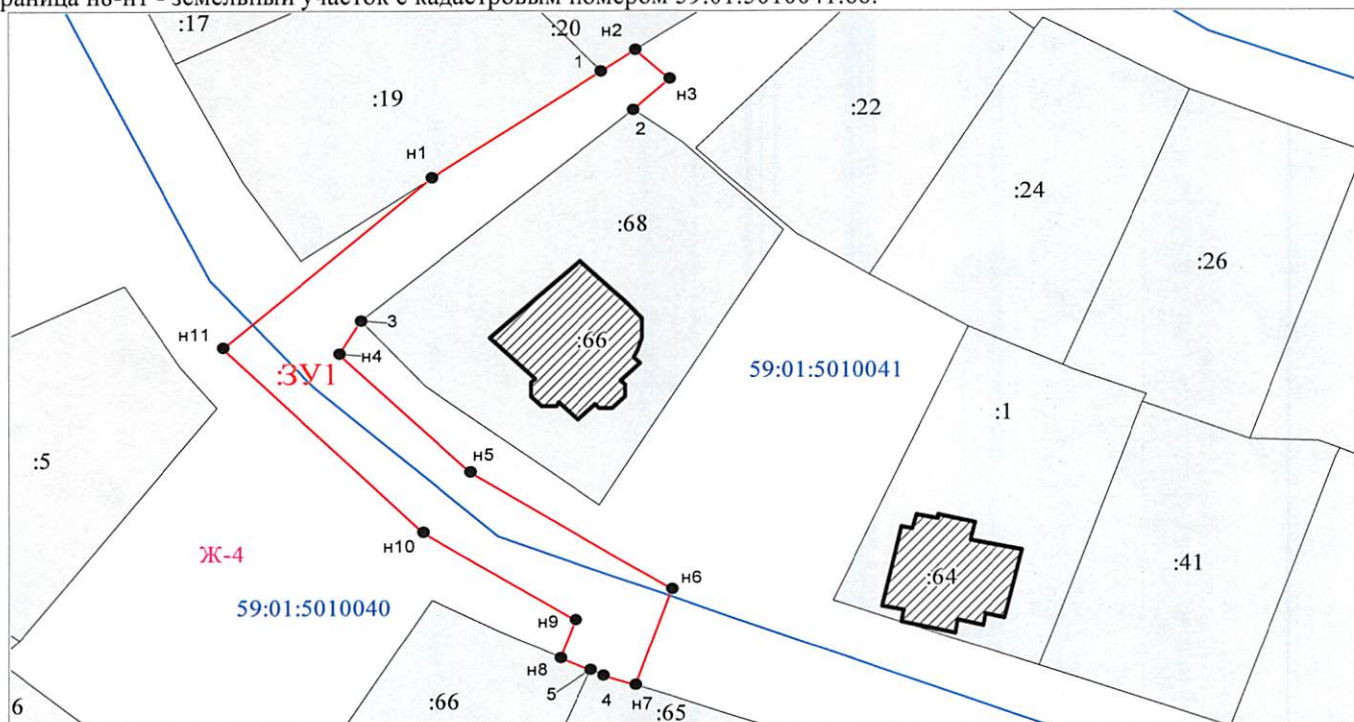 раница н8-н1 - земельный участок с кадастровым номером 59:01:5010041:66.
:17
:20
н2
1
н3
:19
2
:22
н1
:24
:68
:26
н11
3
:66
н4
:ЗУ1
59:01:5010041
:1
:5
н5
н10
Ж-4
:41
:64
н6
59:01:5010040
н9
н8
5
4
н7
:66
:65
6